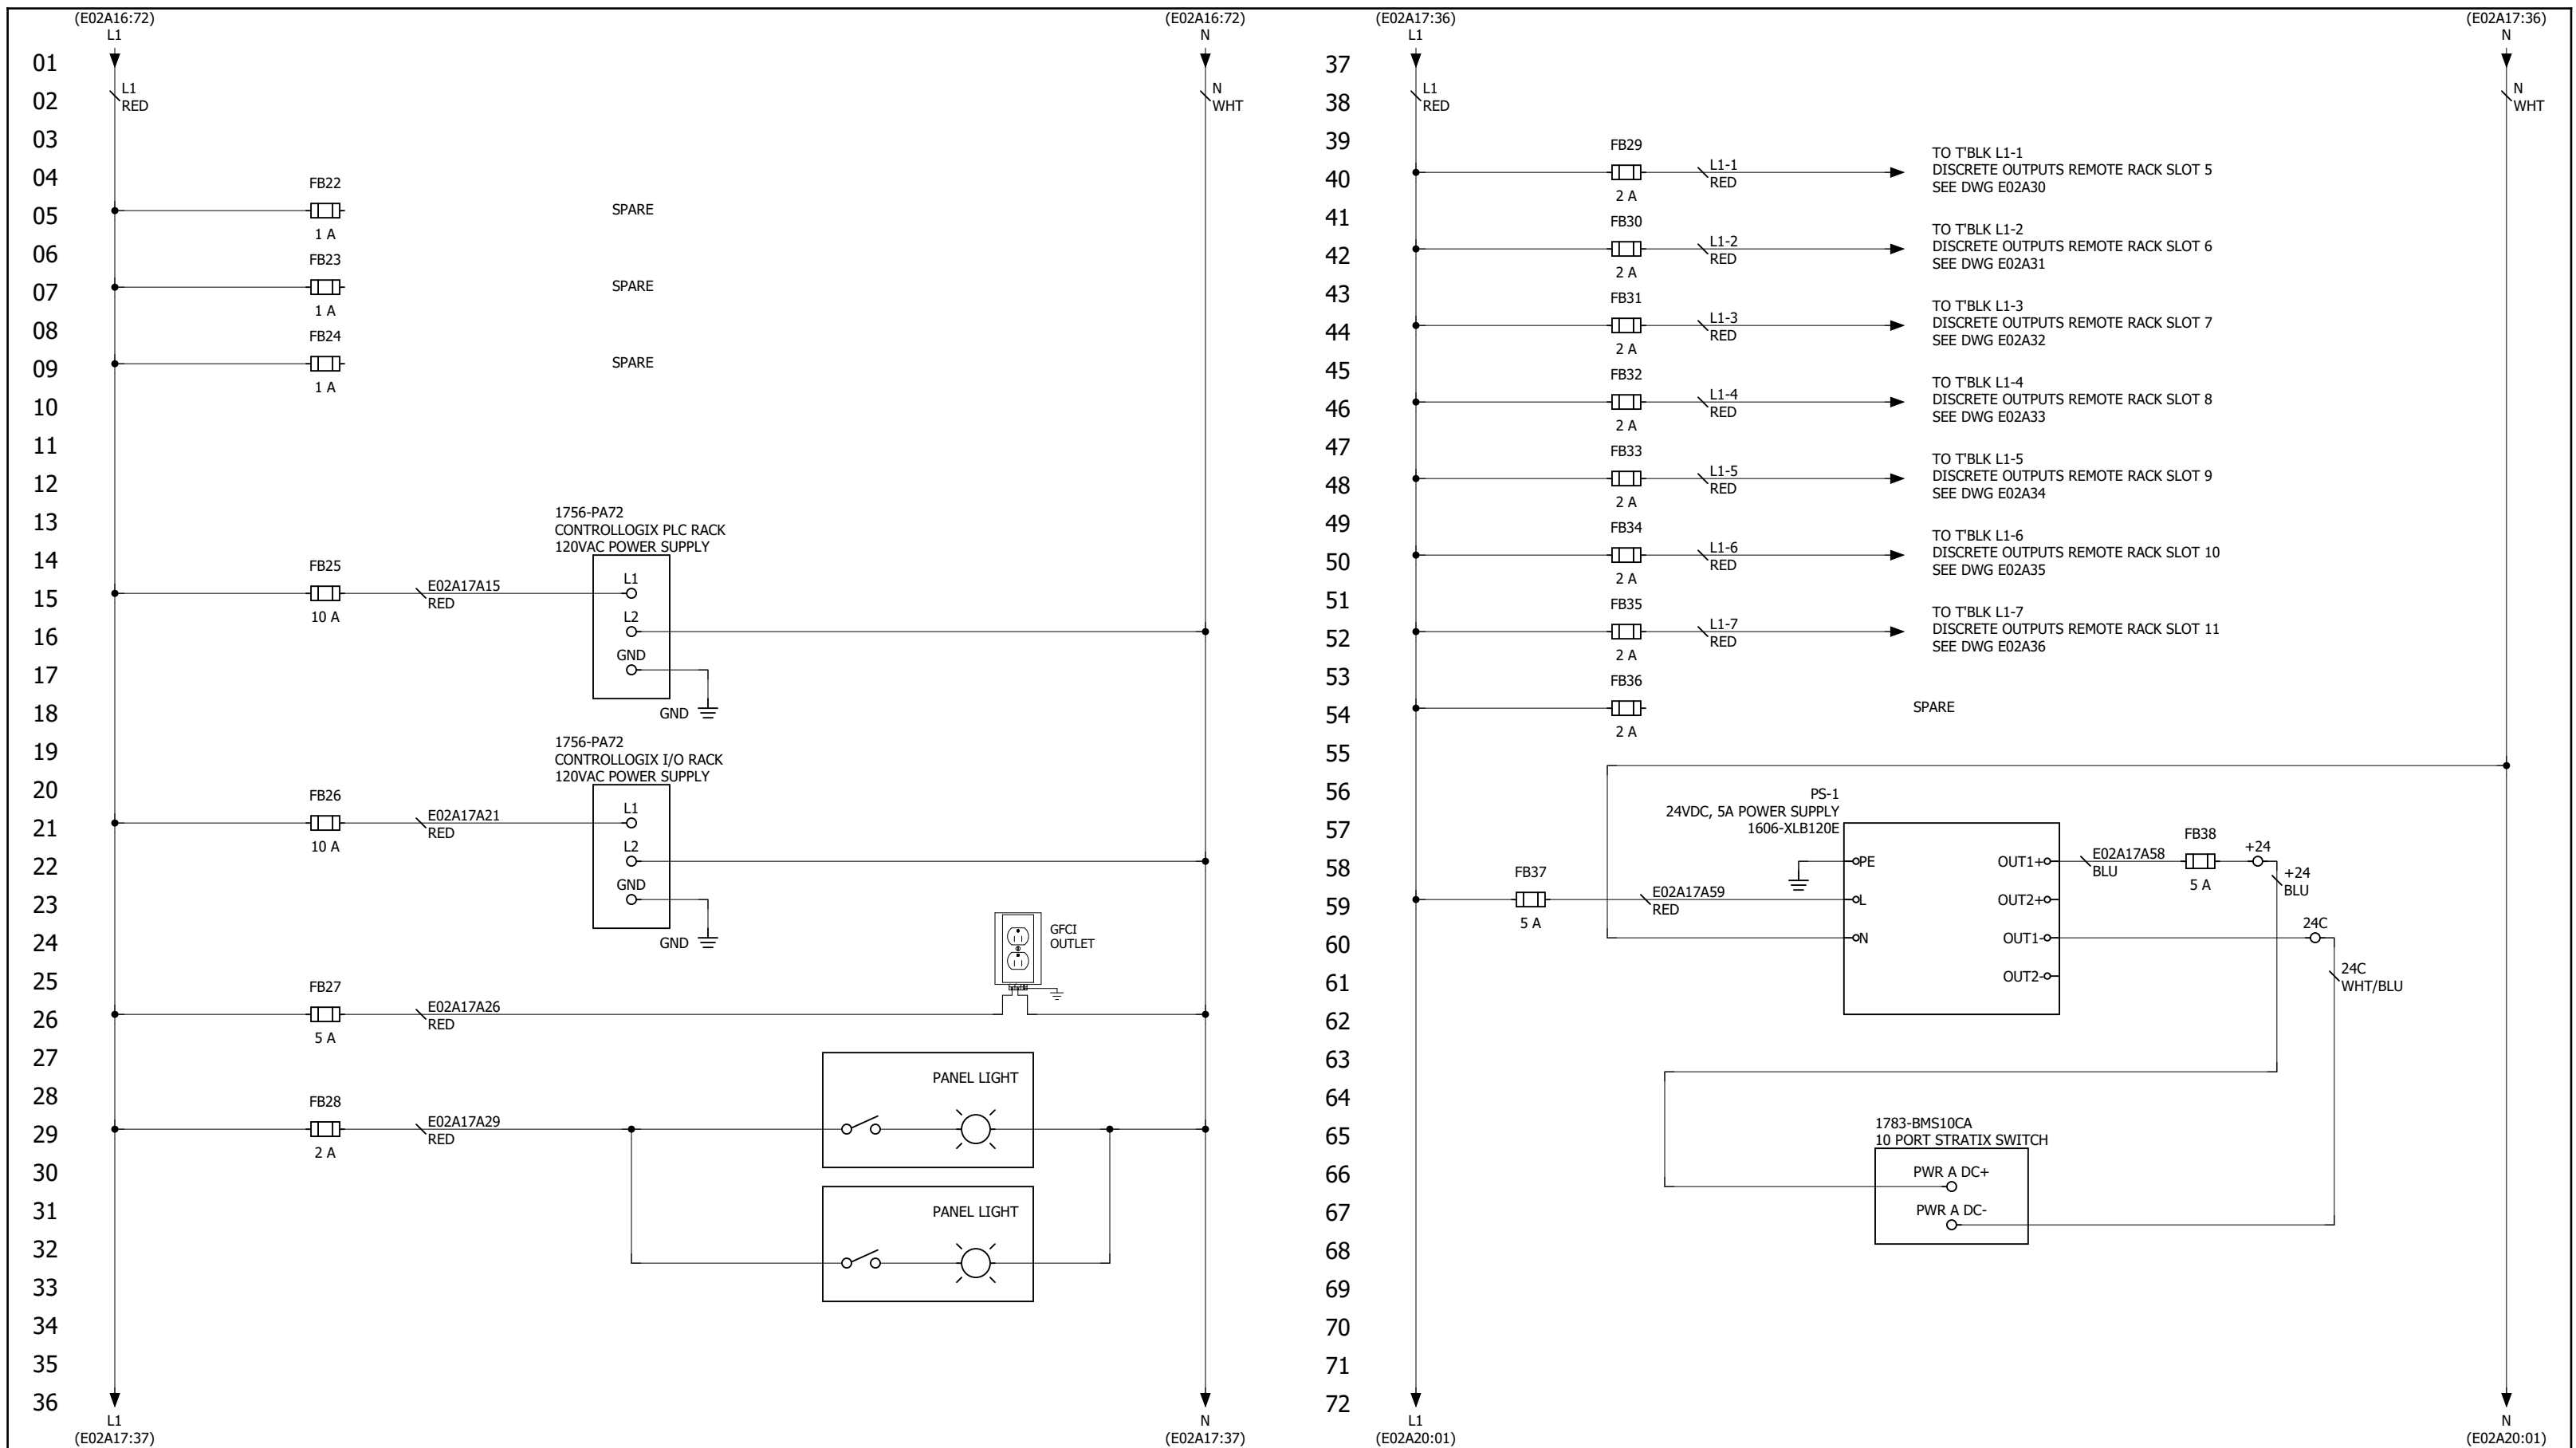 (E02A16:72)
L1
(E02A16:72)
N
01
02
03
04
05
06
07
08
09
10
11
12
13
14
15
16
17
18
19
20
21
22
23
24
25
26
27
28
29
30
31
32
33
34
35
36
L1
RED
N
WHT
FB22
1 A
SPARE
FB23
1 A
SPARE
FB24
1 A
SPARE
1756-PA72
CONTROLLOGIX PLC RACK
120VAC POWER SUPPLY
FB25
10 A
E02A17A15
RED
L1
L2
GND
GND
1756-PA72
CONTROLLOGIX I/O RACK
120VAC POWER SUPPLY
FB26
10 A
E02A17A21
RED
L1
L2
GND
GND
GFCI
OUTLET
FB27
5 A
E02A17A26
RED
PANEL LIGHT
FB28
2 A
E02A17A29
RED
PANEL LIGHT
L1
(E02A17:37)
N
(E02A17:37)
(E02A17:36)
L1
(E02A17:36)
N
37
38
39
40
41
42
43
44
45
46
47
48
49
50
51
52
53
54
55
56
57
58
59
60
61
62
63
64
65
66
67
68
69
70
71
72
L1
RED
N
WHT
FB29
2 A
L1-1
RED
TO T'BLK L1-1
DISCRETE OUTPUTS REMOTE RACK SLOT 5
SEE DWG E02A30
FB30
2 A
L1-2
RED
TO T'BLK L1-2
DISCRETE OUTPUTS REMOTE RACK SLOT 6
SEE DWG E02A31
FB31
2 A
L1-3
RED
TO T'BLK L1-3
DISCRETE OUTPUTS REMOTE RACK SLOT 7
SEE DWG E02A32
FB32
2 A
L1-4
RED
TO T'BLK L1-4
DISCRETE OUTPUTS REMOTE RACK SLOT 8
SEE DWG E02A33
FB33
2 A
L1-5
RED
TO T'BLK L1-5
DISCRETE OUTPUTS REMOTE RACK SLOT 9
SEE DWG E02A34
FB34
2 A
L1-6
RED
TO T'BLK L1-6
DISCRETE OUTPUTS REMOTE RACK SLOT 10
SEE DWG E02A35
FB35
2 A
L1-7
RED
TO T'BLK L1-7
DISCRETE OUTPUTS REMOTE RACK SLOT 11
SEE DWG E02A36
FB36
2 A
SPARE
PS-1
24VDC, 5A POWER SUPPLY
1606-XLB120E
FB37
5 A
E02A17A59
RED
PE
L
N
OUT1+
OUT2+
OUT1-
OUT2-
E02A17A58
BLU
FB38
5 A
+24
+24
BLU
24C
24C
WHT/BLU
1783-BMS10CA
10 PORT STRATIX SWITCH
PWR A DC+
PWR A DC-
L1
(E02A20:01)
N
(E02A20:01)